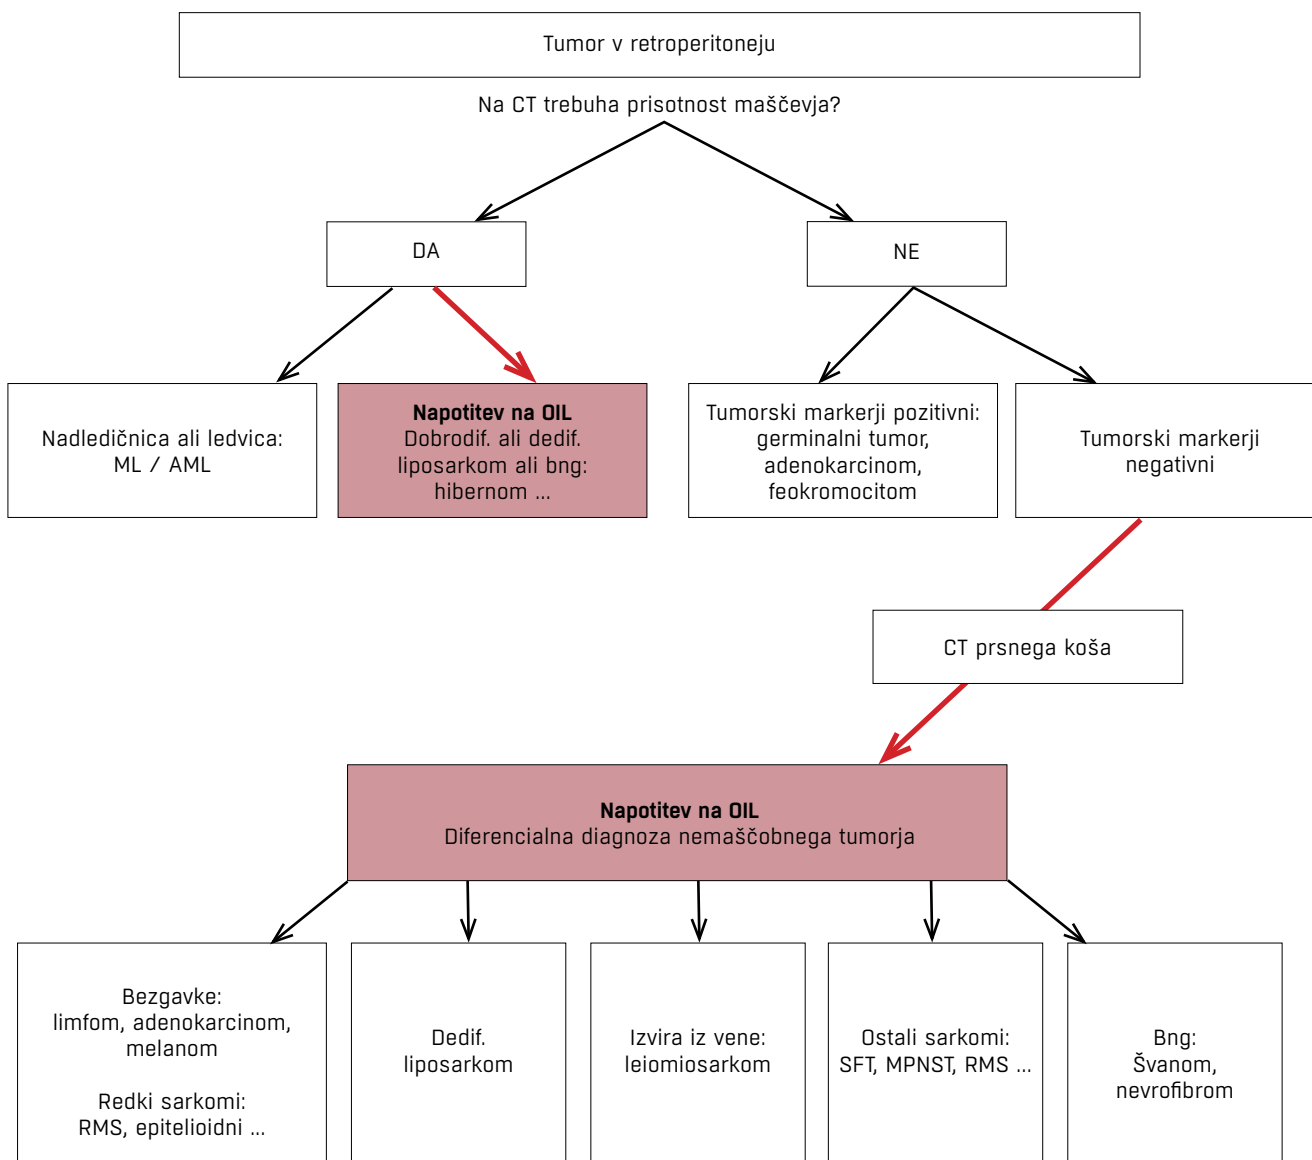 Tumor v retroperitoneju
Na CT trebuha prisotnost maščevja?
DA
NE
Nadledičnica ali ledvica:
ML / AML
Napotitev na OIL
Dobrodif. ali dedif.
liposarkom ali bng:
hibernom ...
Tumorski markerji pozitivni:
germinalni tumor,
adenokarcinom,
feokromocitom
Tumorski markerji
negativni
CT prsnega koša
Napotitev na OIL
Diferencialna diagnoza nemaščobnega tumorja
Bezgavke:
limfom, adenokarcinom,
melanom
Redki sarkomi:
RMS, epitelioidni ...
Dedif.
liposarkom
Izvira iz vene:
leiomiosarkom
Ostali sarkomi:
SFT, MPNST, RMS ...
Bng:
Švanom,
nevrofibrom